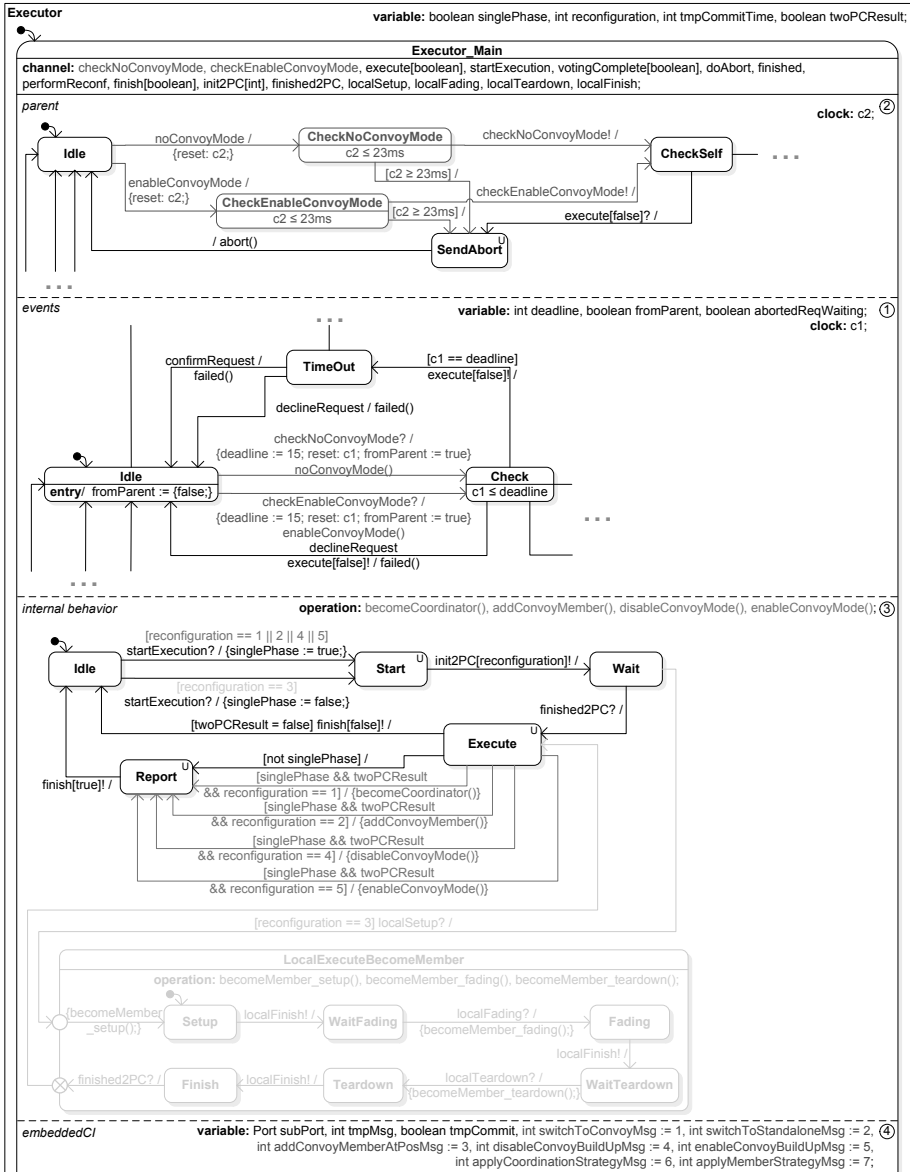 Executor
variable: boolean singlePhase, int reconfiguration, int tmpCommitTime, boolean twoPCResult;
Executor_Main
channel: checkNoConvoyMode, checkEnableConvoyMode, execute[boolean], startExecution, votingComplete[boolean], doAbort, finished,
performReconf, finish[boolean], init2PC[int], finished2PC, localSetup, localFading, localTeardown, localFinish;
parent
2
clock: c2;
Idle
noConvoyMode /
{reset: c2;}
CheckNoConvoyMode
c2 ≤ 23ms
checkNoConvoyMode! /
CheckSelf
...
enableConvoyMode /
{reset: c2;}
CheckEnableConvoyMode
c2 ≤ 23ms
[c2 ≥ 23ms] /
[c2 ≥ 23ms] /
checkEnableConvoyMode! /
execute[false]? /
/ abort()
SendAbort
U
...
events
variable: int deadline, boolean fromParent, boolean abortedReqWaiting;
1
clock: c1;
...
confirmRequest /
failed()
TimeOut
[c1 == deadline]
execute[false]! /
declineRequest / failed()
checkNoConvoyMode? /
{deadline := 15; reset: c1; fromParent := true}
noConvoyMode()
Idle
entry/ fromParent := {false;}
Check
c1 ≤ deadline
checkEnableConvoyMode? /
{deadline := 15; reset: c1; fromParent := true}
enableConvoyMode()
...
declineRequest
execute[false]! / failed()
...
internal behavior
operation: becomeCoordinator(), addConvoyMember(), disableConvoyMode(), enableConvoyMode();
3
[reconfiguration == 1 || 2 || 4 || 5]
startExecution? / {singlePhase := true;}
Idle
Start
U
init2PC[reconfiguration]! /
Wait
[reconfiguration == 3]
startExecution? / {singlePhase := false;}
finished2PC? /
[twoPCResult = false] finish[false]! /
Execute
U
[not singlePhase] /
Report
U
finish[true]! /
[singlePhase && twoPCResult
&& reconfiguration == 1] / {becomeCoordinator()}
[singlePhase && twoPCResult
&& reconfiguration == 2] / {addConvoyMember()}
[singlePhase && twoPCResult
&& reconfiguration == 4] / {disableConvoyMode()}
[singlePhase && twoPCResult
&& reconfiguration == 5] / {enableConvoyMode()}
[reconfiguration == 3] localSetup? /
LocalExecuteBecomeMember
operation: becomeMember_setup(), becomeMember_fading(), becomeMember_teardown();
{becomeMember
_setup();}
Setup
localFinish! /
WaitFading
localFading? /
{becomeMember_fading();}
Fading
localFinish! /
finished2PC? /
Finish
localFinish! /
Teardown
localTeardown? /
{becomeMember_teardown();}
WaitTeardown
embeddedCI
variable: Port subPort, int tmpMsg, boolean tmpCommit, int switchToConvoyMsg := 1, int switchToStandaloneMsg := 2,
4
int addConvoyMemberAtPosMsg := 3, int disableConvoyBuildUpMsg := 4, int enableConvoyBuildUpMsg := 5,
int applyCoordinationStrategyMsg := 6, int applyMemberStrategyMsg := 7;